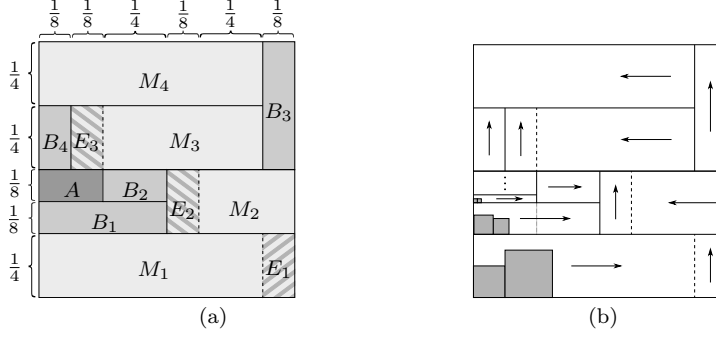 1/8 1/8 1/4 1/8 1/4 1/8
1/4 M₄ B₃
1/4 B₄ E₃ M₃
1/8 A B₂ E₂ M₂
1/8 B₁
1/4 M₁ E₁
(a) (b)